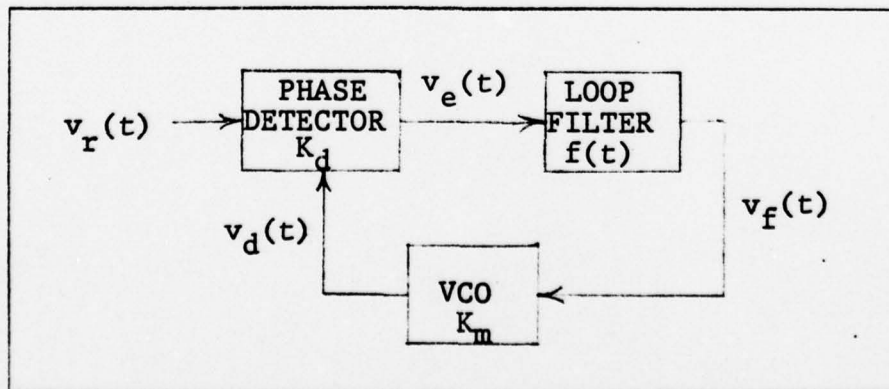 PHASE
DETECTOR
K_d
v_e(t)
LOOP
FILTER
f(t)
v_r(t)
v_f(t)
v_d(t)
VCO
K_m